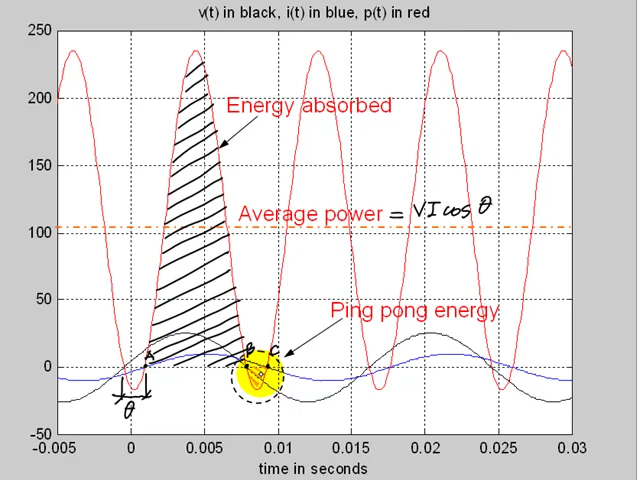 v(t) in black, i(t) in blue, p(t) in red
250
200
150
100
50
0
-50
Energy absorbed
Average power = VI cos θ
Ping pong energy
A
B
C
θ
-0.005 0 0.005 0.01 0.015 0.02 0.025 0.03
time in seconds